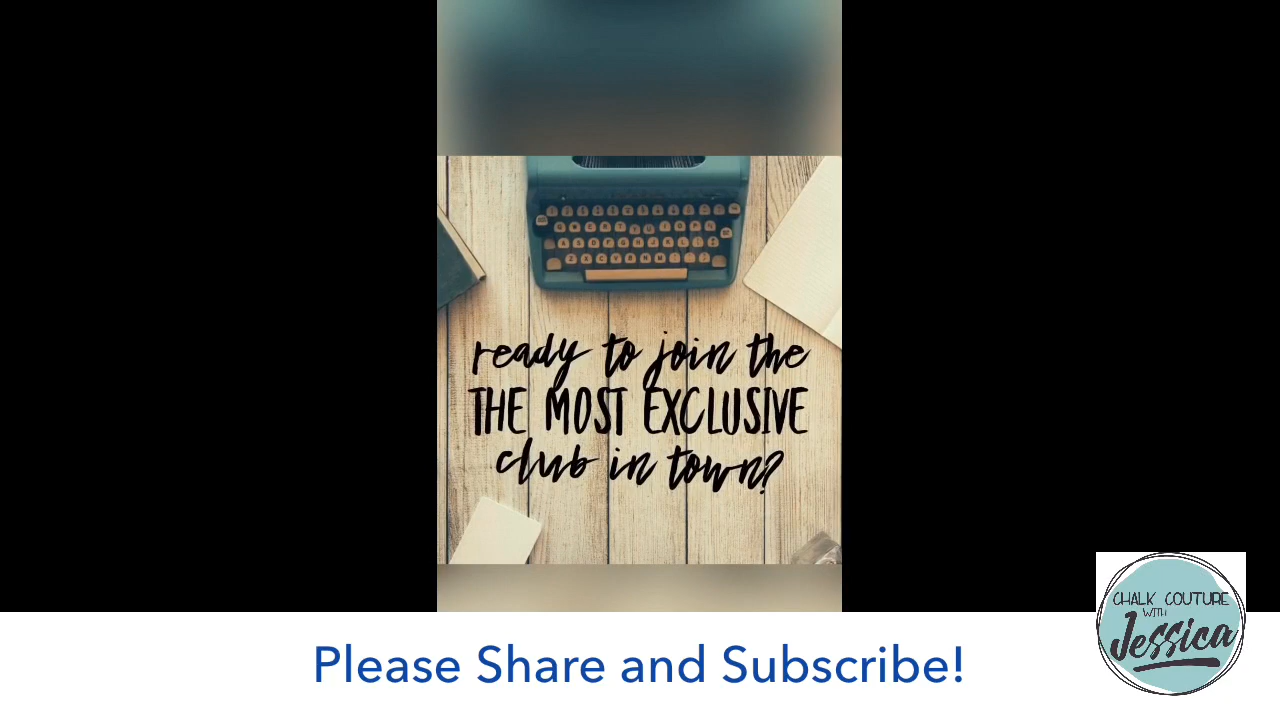 ready to join the
THE MOST EXCLUSIVE
club in town?
Please Share and Subscribe!
CHALK COUTURE
WITH
Jessica